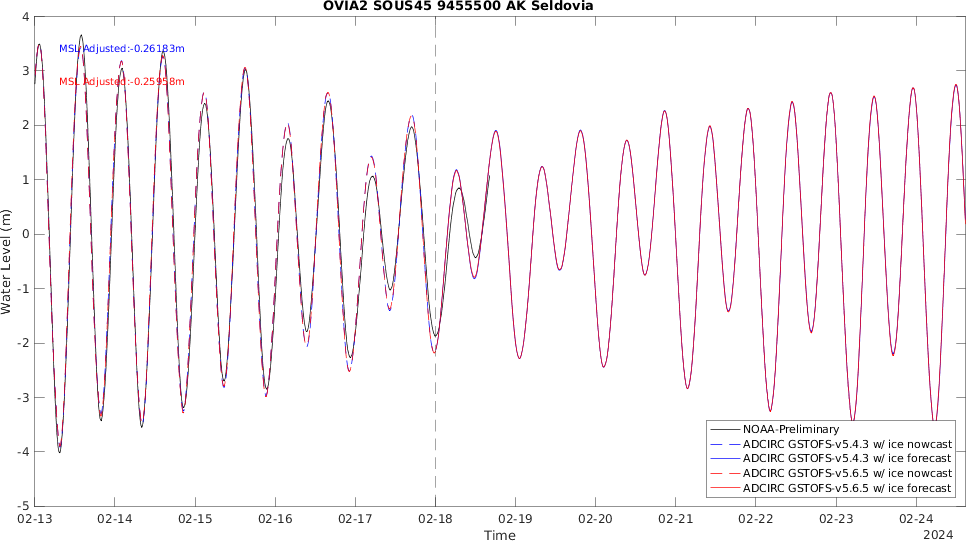 OVIA2 SOUS45 9455500 AK Seldovia
4
3
2
1
0
-1
-2
-3
-4
-5
Water Level (m)
MSL Adjusted:-0.26183m
MSL Adjusted:-0.25958m
NOAA-Preliminary
ADCIRC GSTOFS-v5.4.3 w/ ice nowcast
ADCIRC GSTOFS-v5.4.3 w/ ice forecast
ADCIRC GSTOFS-v5.6.5 w/ ice nowcast
ADCIRC GSTOFS-v5.6.5 w/ ice forecast
02-13 02-14 02-15 02-16 02-17 02-18 02-19 02-20 02-21 02-22 02-23 02-24
Time
2024